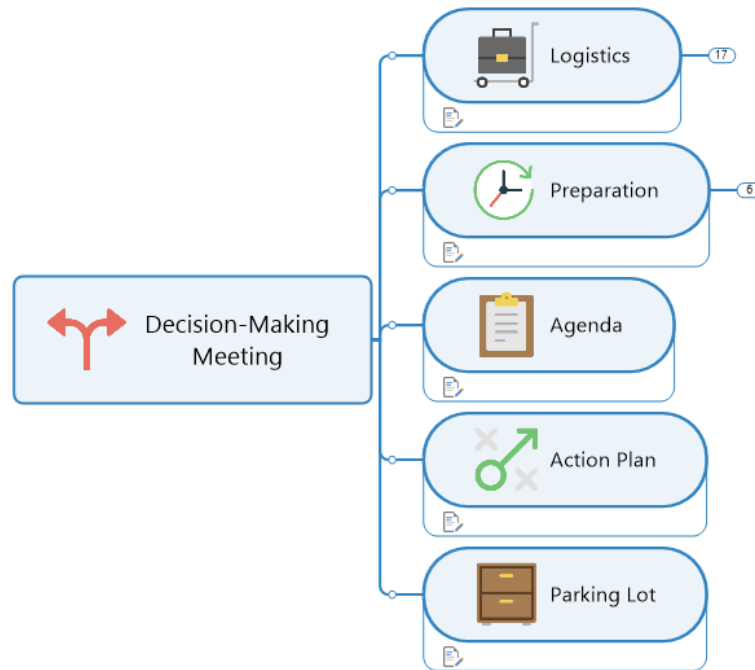 Logistics
17
Preparation
6
Decision-Making
Meeting
Agenda
Action Plan
Parking Lot